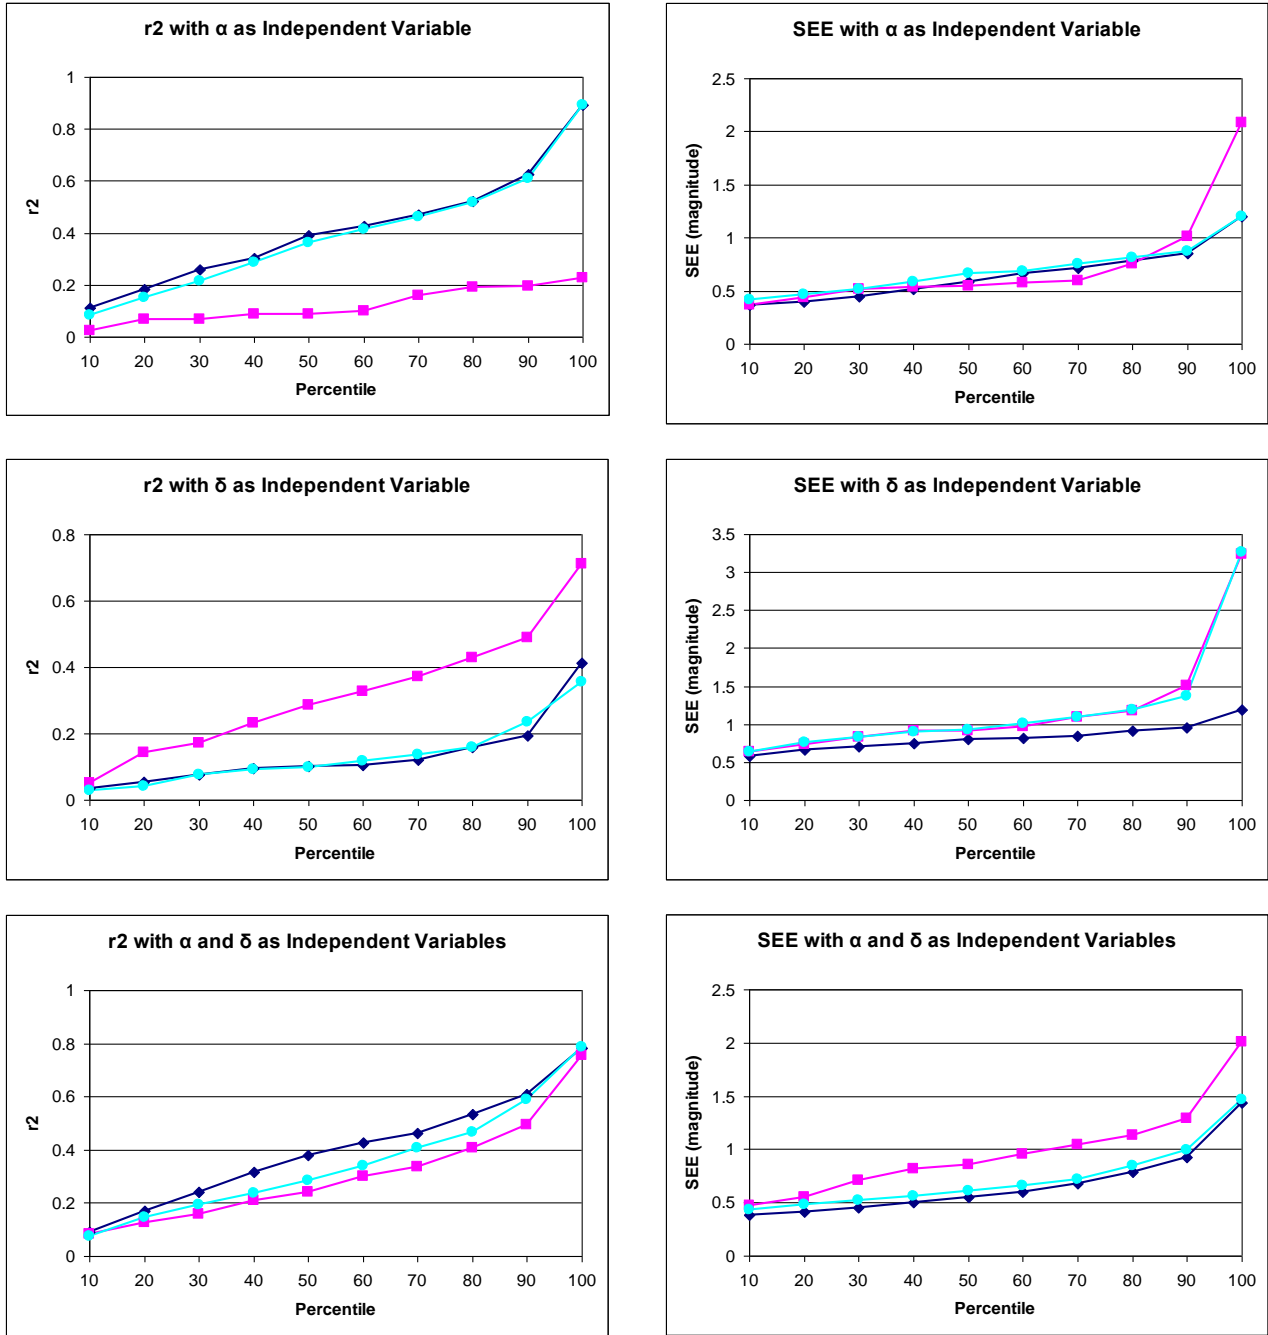 r2 with α as Independent Variable
1
0.8
0.6
0.4
0.2
0
r2
10 20 30 40 50 60 70 80 90 100
Percentile
SEE with α as Independent Variable
2.5
2
1.5
1
0.5
0
SEE (magnitude)
10 20 30 40 50 60 70 80 90 100
Percentile
r2 with δ as Independent Variable
0.8
0.6
0.4
0.2
0
r2
10 20 30 40 50 60 70 80 90 100
Percentile
SEE with δ as Independent Variable
3.5
3
2.5
2
1.5
1
0.5
0
SEE (magnitude)
10 20 30 40 50 60 70 80 90 100
Percentile
r2 with α and δ as Independent Variables
1
0.8
0.6
0.4
0.2
0
r2
10 20 30 40 50 60 70 80 90 100
Percentile
SEE with α and δ as Independent Variables
2.5
2
1.5
1
0.5
0
SEE (magnitude)
10 20 30 40 50 60 70 80 90 100
Percentile